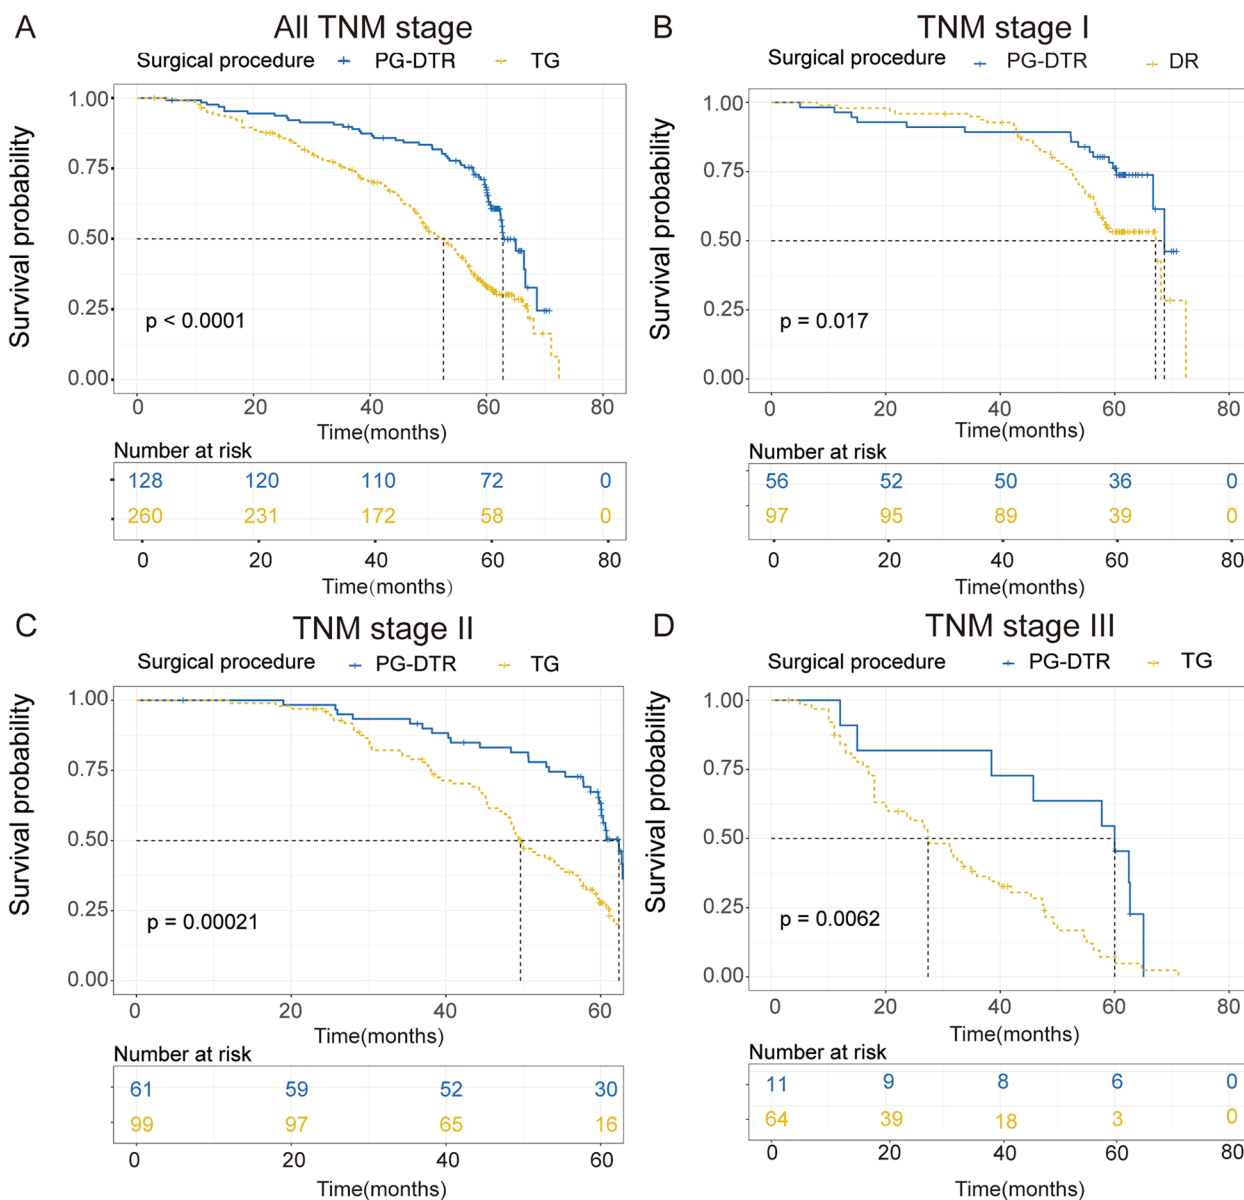 A
All TNM stage
Surgical procedure PG-DTR TG
Survival probability
1.00
0.75
0.50
0.25
0.00
p < 0.0001
0 20 40 60 80
Time(months)
Number at risk
128 120 110 72 0
260 231 172 58 0
0 20 40 60 80
Time(months)
B
TNM stage I
Surgical procedure PG-DTR DR
Survival probability
1.00
0.75
0.50
0.25
0.00
p = 0.017
0 20 40 60 80
Time(months)
Number at risk
56 52 50 36 0
97 95 89 39 0
0 20 40 60 80
Time(months)
C
TNM stage II
Surgical procedure PG-DTR TG
Survival probability
1.00
0.75
0.50
0.25
0.00
p = 0.00021
0 20 40 60
Time(months)
Number at risk
61 59 52 30
99 97 65 16
0 20 40 60
Time(months)
D
TNM stage III
Surgical procedure PG-DTR TG
Survival probability
1.00
0.75
0.50
0.25
0.00
p = 0.0062
0 20 40 60 80
Time(months)
Number at risk
11 9 8 6 0
64 39 18 3 0
0 20 40 60 80
Time(months)